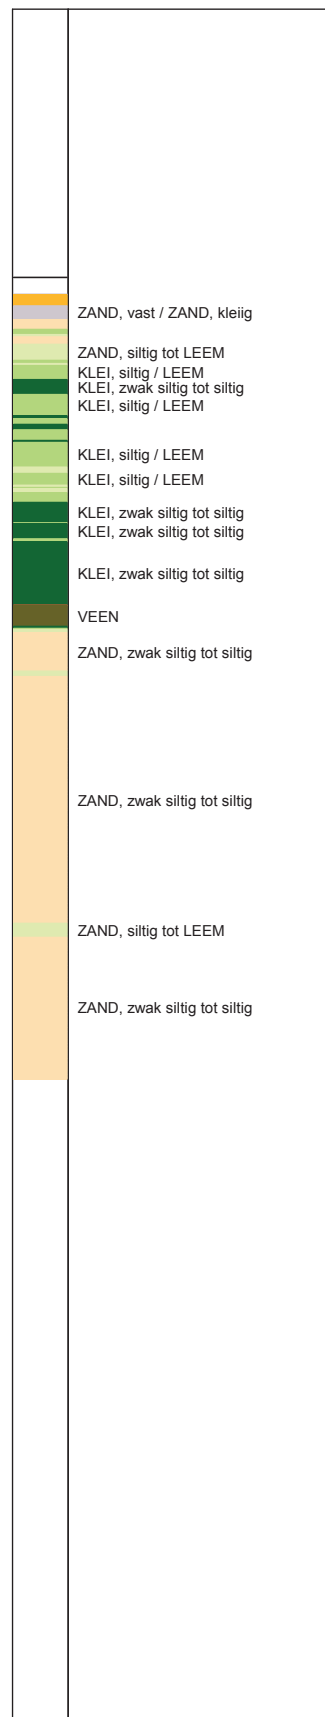 ZAND, vast / ZAND, kleiig
ZAND, siltig tot LEEM
KLEI, siltig / LEEM
KLEI, zwak siltig tot siltig
KLEI, siltig / LEEM
KLEI, siltig / LEEM
KLEI, siltig / LEEM
KLEI, zwak siltig tot siltig
KLEI, zwak siltig tot siltig
KLEI, zwak siltig tot siltig
VEEN
ZAND, zwak siltig tot siltig
ZAND, zwak siltig tot siltig
ZAND, siltig tot LEEM
ZAND, zwak siltig tot siltig